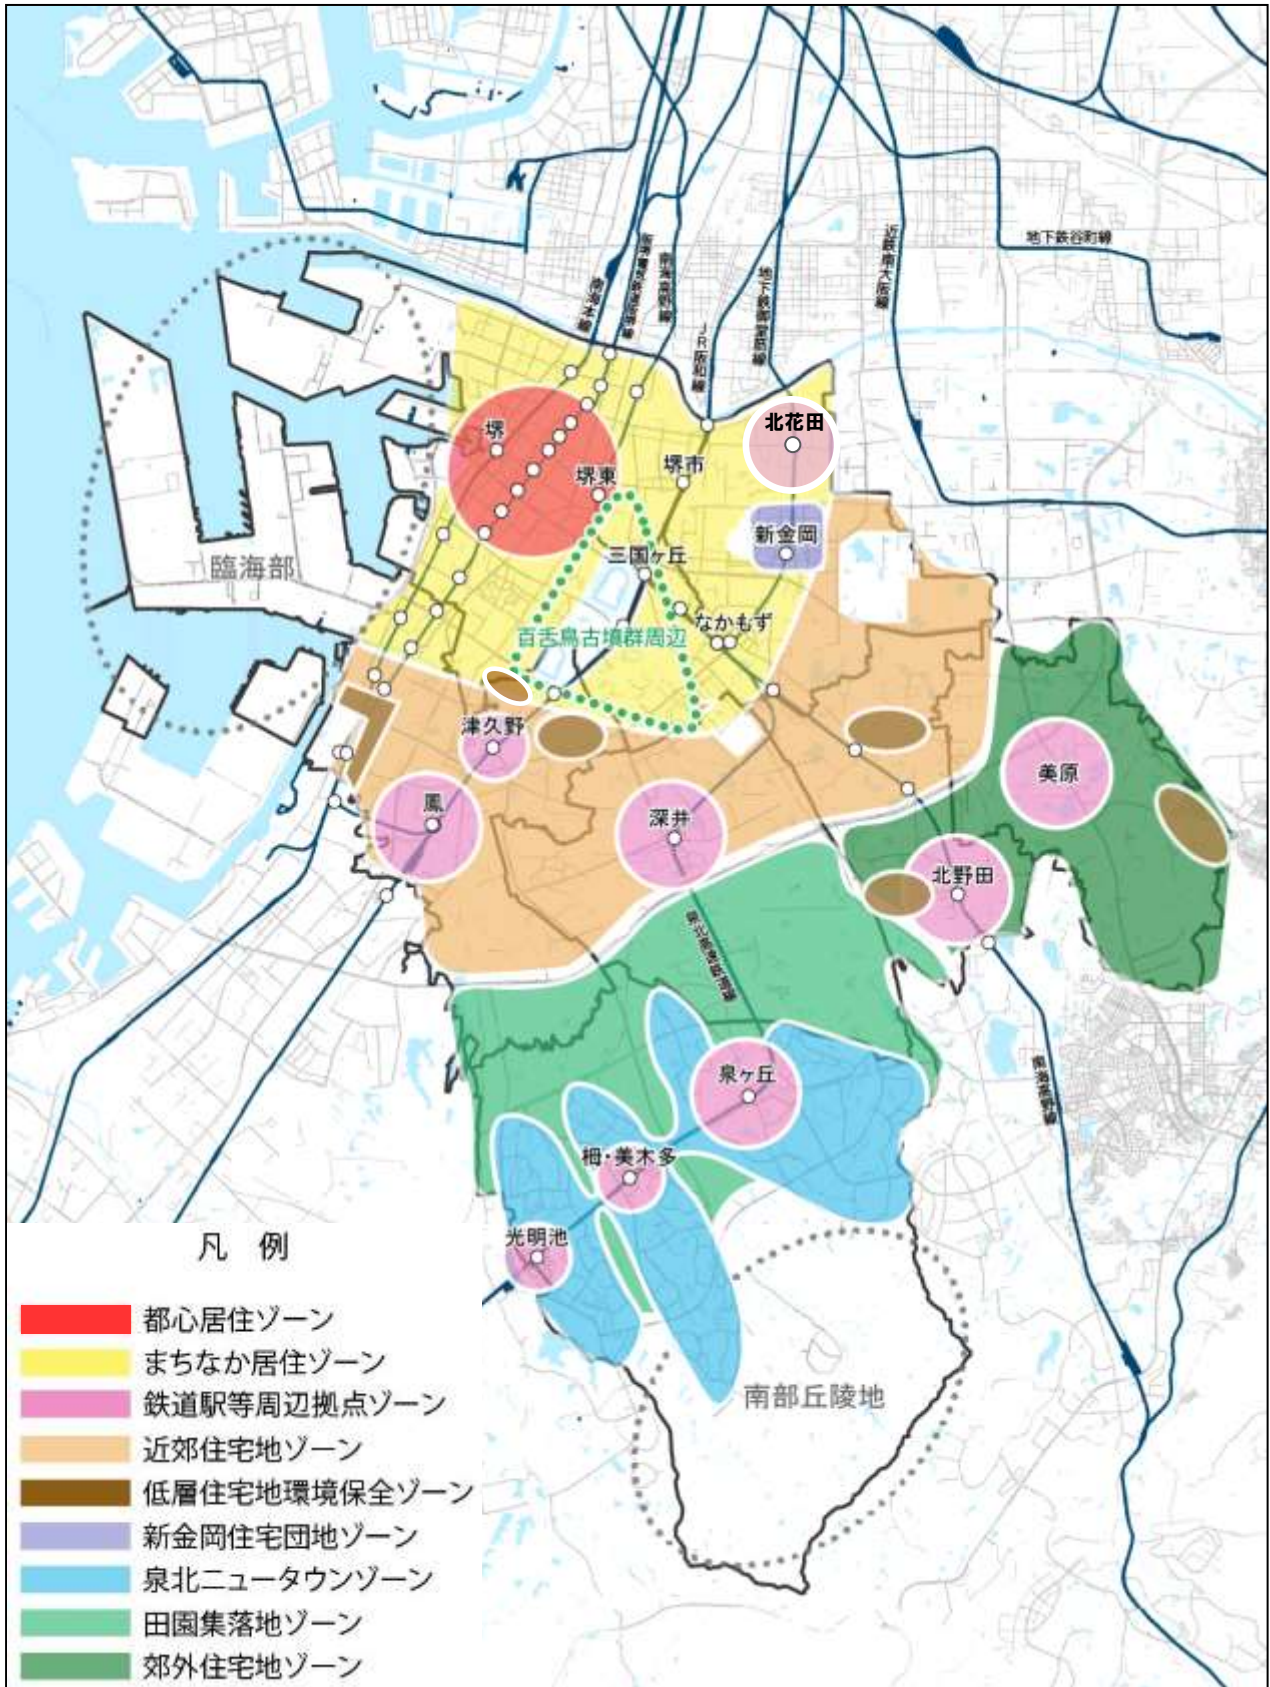 地下鉄谷町線
近鉄南大阪線
南海高野線
阪堺電気軌道阪堺線
南海本線
地下鉄御堂筋線
JR阪和線
北花田
堺
堺東
堺市
新金岡
三国ヶ丘
臨海部
なかもず
百舌鳥古墳群周辺
津久野
美原
鳳
深井
北野田
泉北高速鉄道線
南海高野線
泉ヶ丘
栂・美木多
光明池
南部丘陵地
凡 例
都心居住ゾーン
まちなか居住ゾーン
鉄道駅等周辺拠点ゾーン
近郊住宅地ゾーン
低層住宅地環境保全ゾーン
新金岡住宅団地ゾーン
泉北ニュータウンゾーン
田園集落地ゾーン
郊外住宅地ゾーン